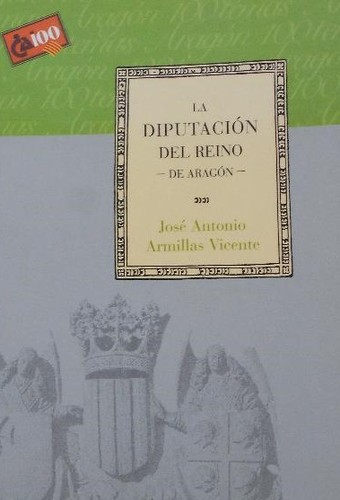 100
LA
DIPUTACIÓN
DEL REINO
— DE ARAGÓN —
José Antonio
Armillas Vicente